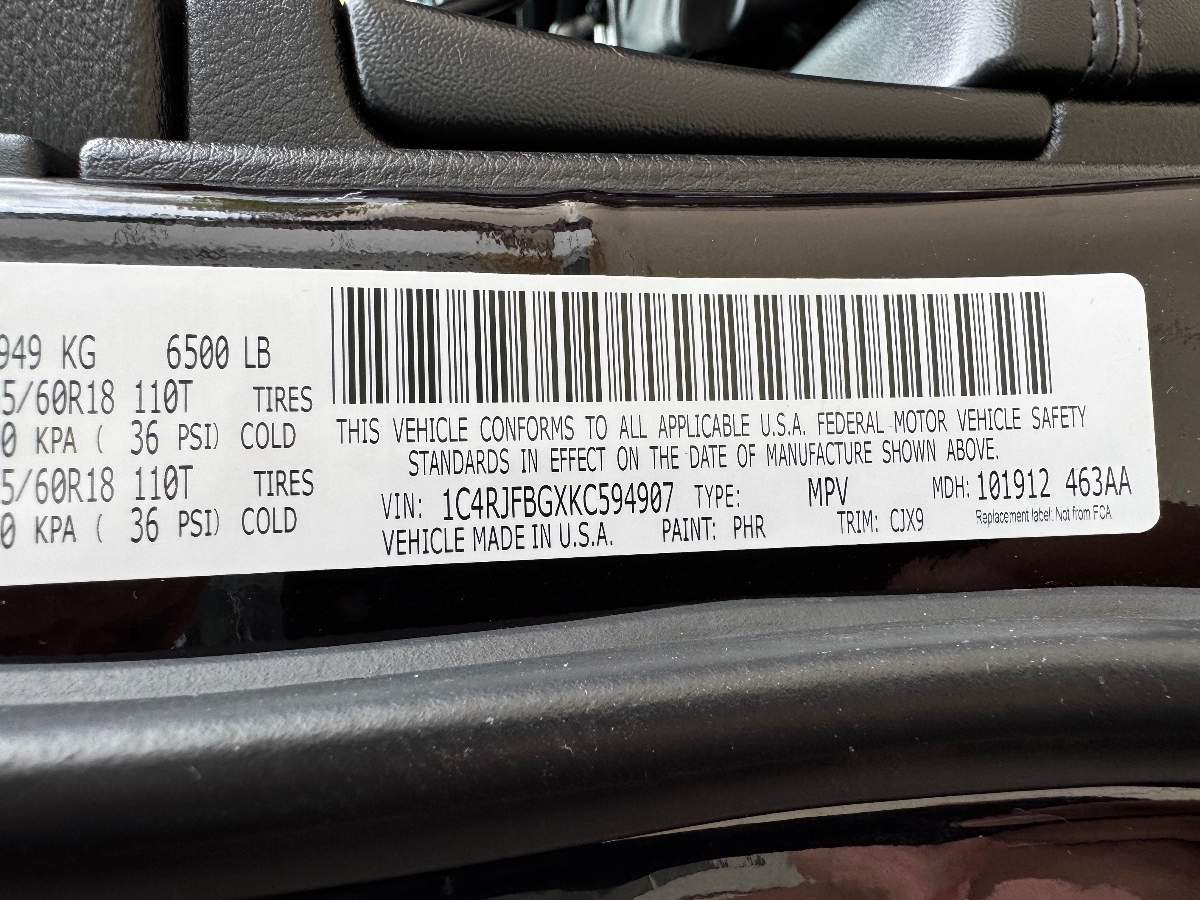 949 KG 6500 LB
5/60R18 110T TIRES
0 KPA ( 36 PSI) COLD
5/60R18 110T TIRES
0 KPA ( 36 PSI) COLD
THIS VEHICLE CONFORMS TO ALL APPLICABLE U.S.A. FEDERAL MOTOR VEHICLE SAFETY
STANDARDS IN EFFECT ON THE DATE OF MANUFACTURE SHOWN ABOVE.
VIN: 1C4RJFBGXKC594907 TYPE: MPV MDH: 101912 463AA
VEHICLE MADE IN U.S.A. PAINT: PHR TRIM: CJX9
Replacement label: Not from FCA